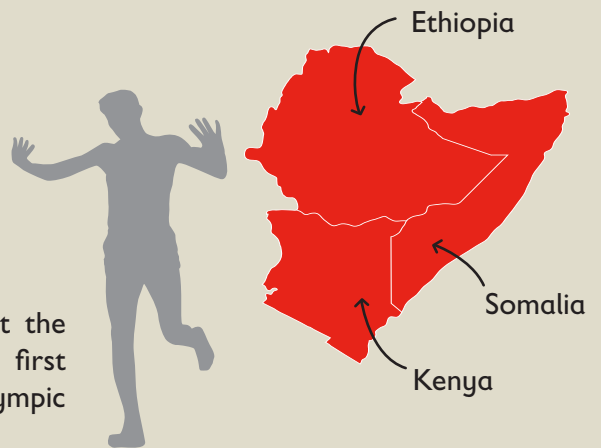 Ethiopia
Somalia
Kenya
t the
first
ympic